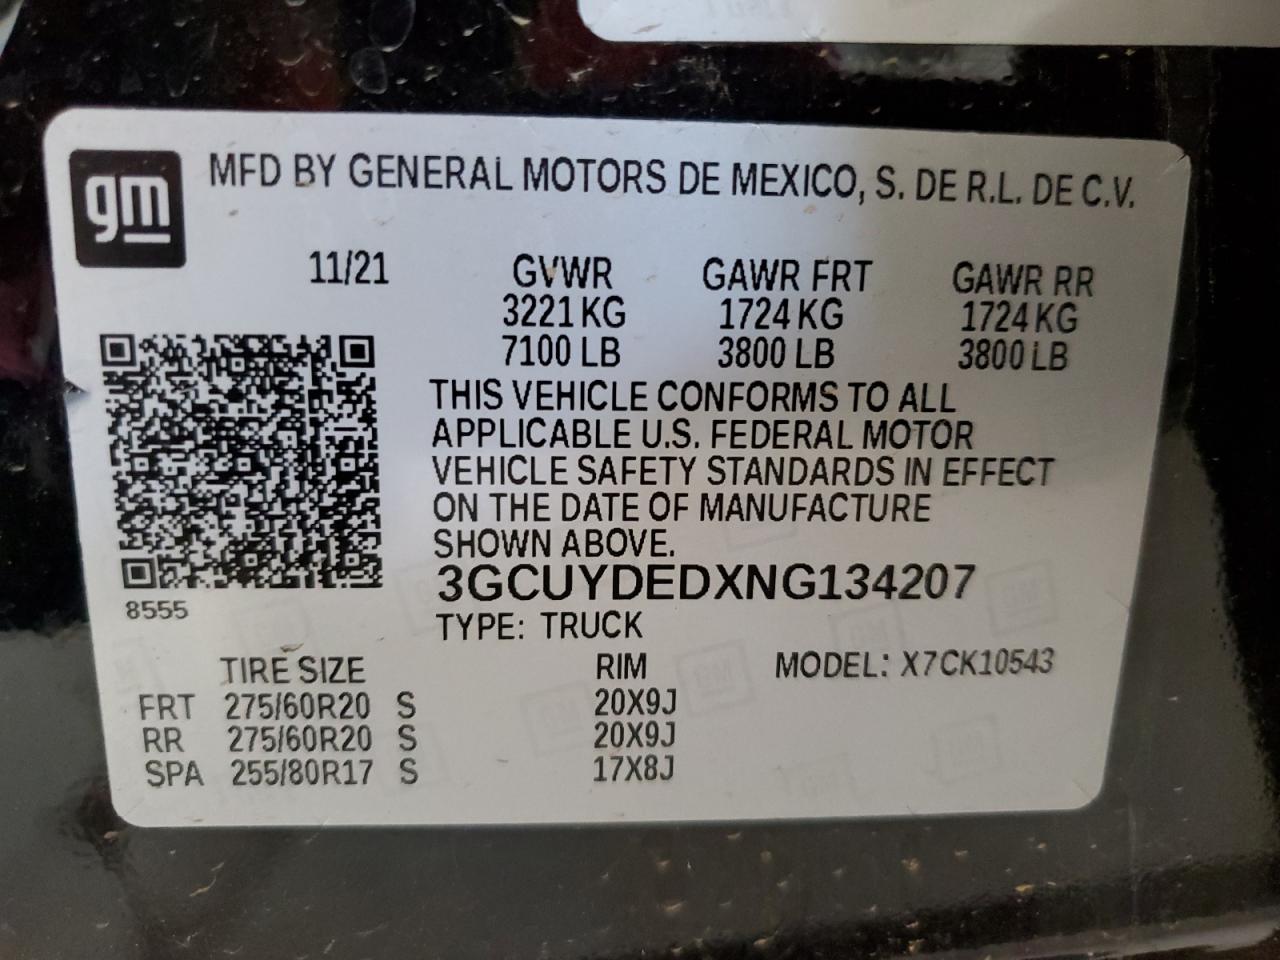 gm
MFD BY GENERAL MOTORS DE MEXICO, S. DE R.L. DE C.V.
11/21 GVWR GAWR FRT GAWR RR
3221 KG 1724 KG 1724 KG
7100 LB 3800 LB 3800 LB
THIS VEHICLE CONFORMS TO ALL
APPLICABLE U.S. FEDERAL MOTOR
VEHICLE SAFETY STANDARDS IN EFFECT
ON THE DATE OF MANUFACTURE
SHOWN ABOVE.
3GCUYDEDXNG134207
8555
TYPE: TRUCK
TIRE SIZE RIM MODEL: X7CK10543
FRT 275/60R20 S 20X9J
RR 275/60R20 S 20X9J
SPA 255/80R17 S 17X8J